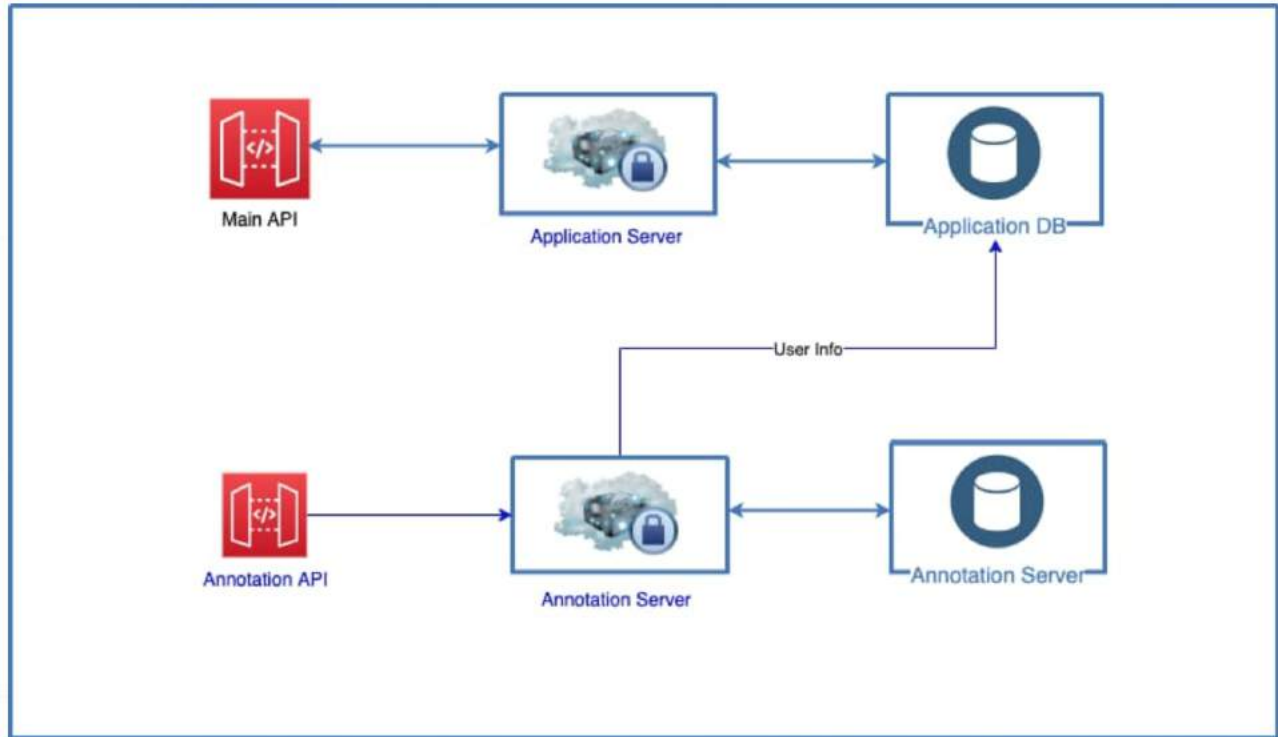 Main API
Application Server
Application DB
User Info
Annotation API
Annotation Server
Annotation Server